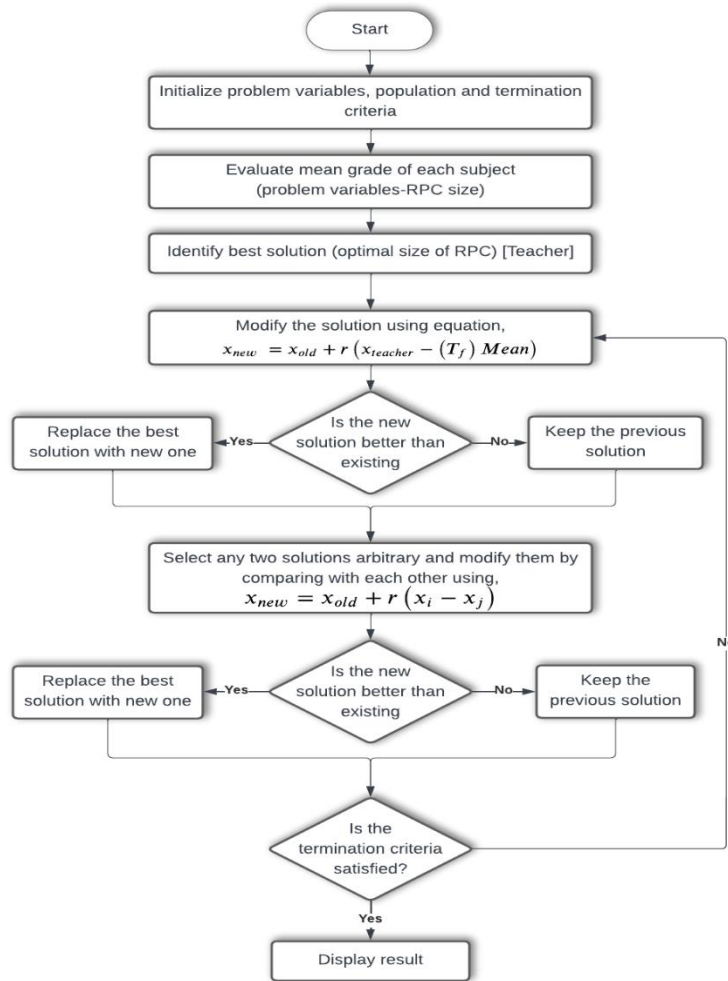 Start
Initialize problem variables, population and termination
criteria
Evaluate mean grade of each subject
(problem variables-RPC size)
Identify best solution (optimal size of RPC) [Teacher]
Modify the solution using equation,
x_new = x_old + r (x_teacher − (T_f) Mean)
Is the new
solution better than
existing
Yes
Replace the best
solution with new one
No
Keep the previous
solution
Select any two solutions arbitrary and modify them by
comparing with each other using,
x_new = x_old + r (x_i − x_j)
Is the new
solution better than
existing
Yes
Replace the best
solution with new one
No
Keep the
previous solution
Is the
termination criteria
satisfied?
N
Yes
Display result